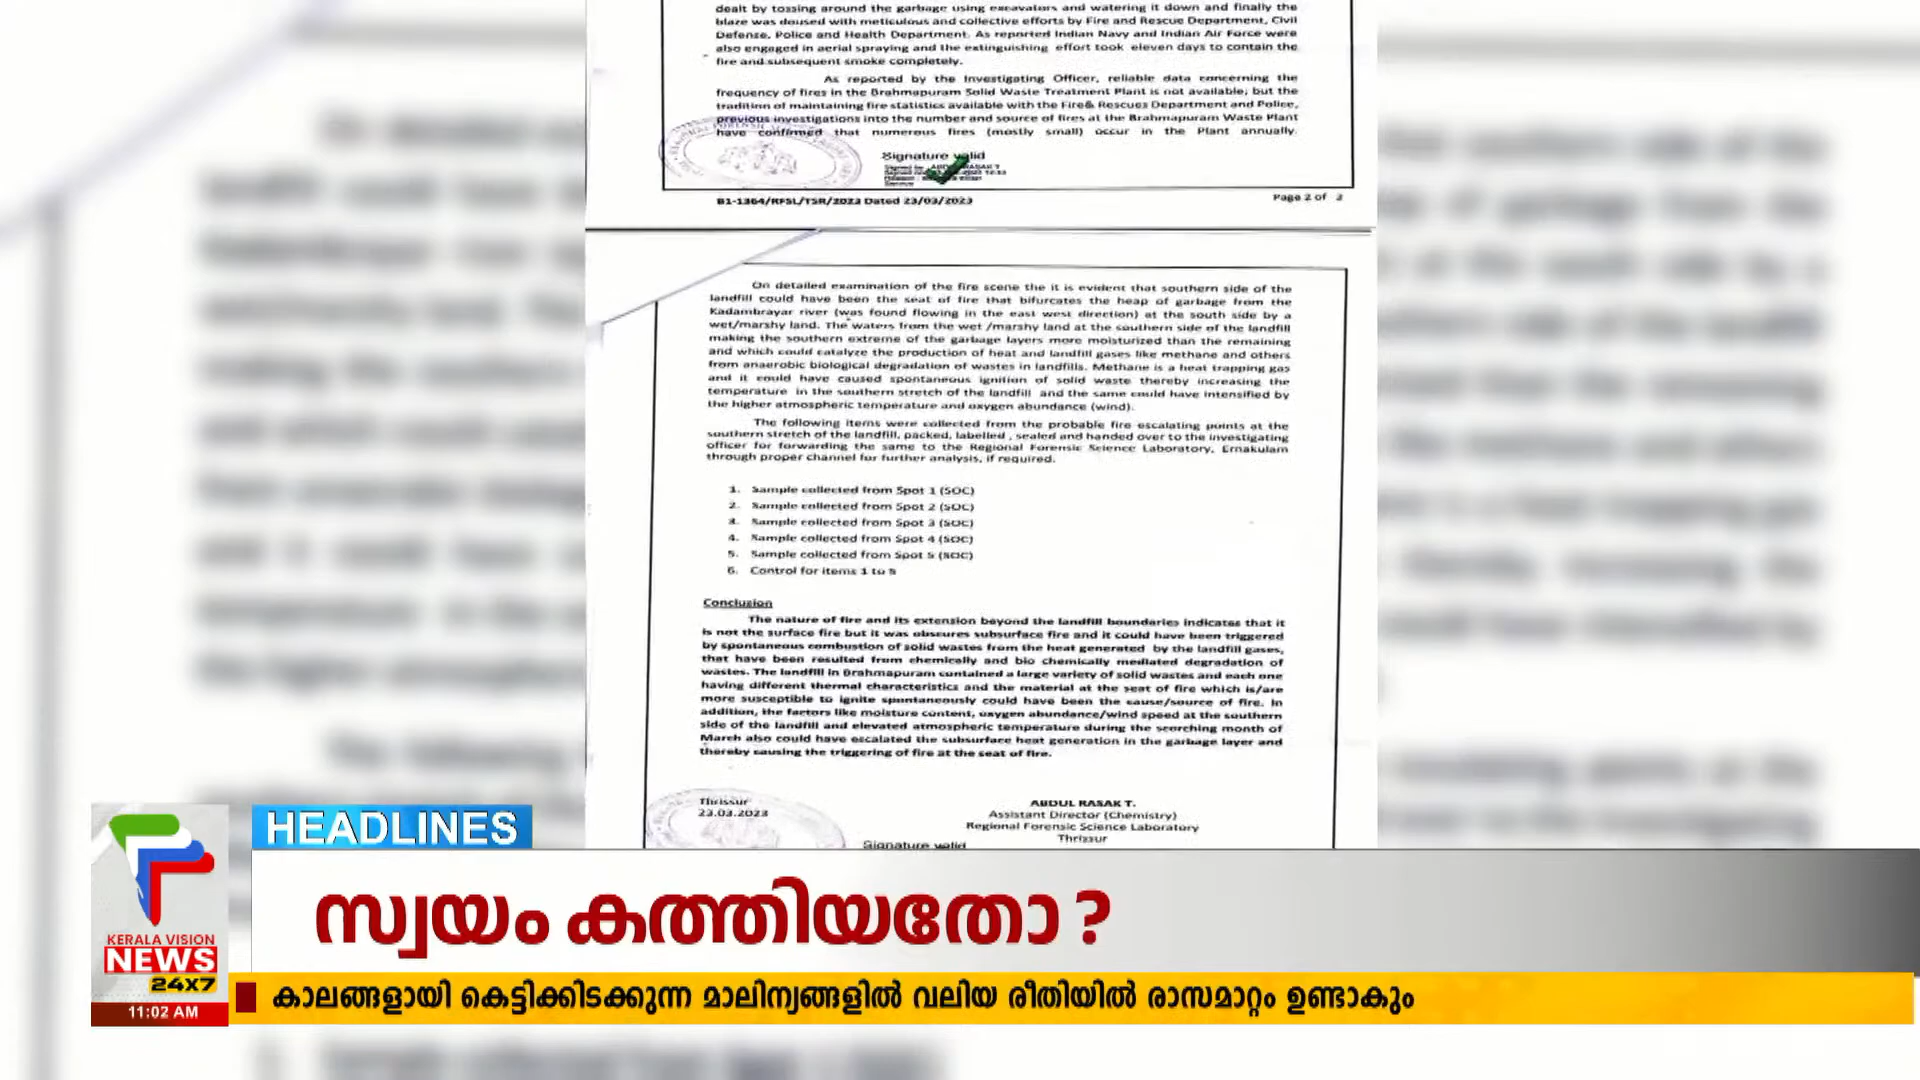 dealt by tossing around the garbage using excavators and watering it down and finally the
blaze was doused with meticulous and collective efforts by Fire and Rescue Department, Civil
Defense, Police and Health Department. As reported Indian Navy and Indian Air Force were
also engaged in aerial spraying and the extinguishing effort took eleven days to contain the
fire and subsequent smoke completely.
As reported by the Investigating Officer, reliable data concerning the
frequency of fires in the Brahmapuram Solid Waste Treatment Plant is not available, but the
tradition of maintaining fire statistics available with the Fire& Rescues Department and Police,
previous investigations into the number and source of fires at the Brahmapuram Waste Plant
have confirmed that numerous fires (mostly small) occur in the Plant annually.
Signature valid
B1-1364/RFSL/TSR/2023 Dated 23/03/2023
Page 2 of 3
On detailed examination of the fire scene the it is evident that southern side of the
landfill could have been the seat of fire that bifurcates the heap of garbage from the
Kadambrayar river (was found flowing in the east west direction) at the south side by a
wet/marshy land. The waters from the wet /marshy land at the southern side of the landfill
making the southern extreme of the garbage layers more moisturized than the remaining
and which could catalyze the production of heat and landfill gases like methane and others
from anaerobic biological degradation of wastes in landfills. Methane is a heat trapping gas
and it could have caused spontaneous ignition of solid waste thereby increasing the
temperature in the southern stretch of the landfill and the same could have intensified by
the higher atmospheric temperature and oxygen abundance (wind).
The following items were collected from the probable fire escalating points at the
southern stretch of the landfill, packed, labelled , sealed and handed over to the investigating
officer for forwarding the same to the Regional Forensic Science Laboratory, Ernakulam
through proper channel for further analysis, if required.
1. Sample collected from Spot 1 (SOC)
2. Sample collected from Spot 2 (SOC)
3. Sample collected from Spot 3 (SOC)
4. Sample collected from Spot 4 (SOC)
5. Sample collected from Spot 5 (SOC)
6. Control for items 1 to 5
Conclusion
The nature of fire and its extension beyond the landfill boundaries indicates that it
is not the surface fire but it was obscures subsurface fire and it could have been triggered
by spontaneous combustion of solid wastes from the heat generated by the landfill gases,
that have been resulted from chemically and bio chemically mediated degradation of
wastes. The landfill in Brahmapuram contained a large variety of solid wastes and each one
having different thermal characteristics and the material at the seat of fire which is/are
more susceptible to ignite spontaneously could have been the cause/source of fire. In
addition, the factors like moisture content, oxygen abundance/wind speed at the southern
side of the landfill and elevated atmospheric temperature during the scorching month of
March also could have escalated the subsurface heat generation in the garbage layer and
thereby causing the triggering of fire at the seat of fire.
Thrissur
23.03.2023
ABDUL RASAK T.
Assistant Director (Chemistry)
Regional Forensic Science Laboratory
Thrissur
Signature valid
HEADLINES
സ്വയം കത്തിയതോ ?
KERALA VISION
NEWS
24X7
11:02 AM
കാലങ്ങളായി കെട്ടിക്കിടക്കുന്ന മാലിന്യങ്ങളിൽ വലിയ രീതിയിൽ രാസമാറ്റം ഉണ്ടാകും